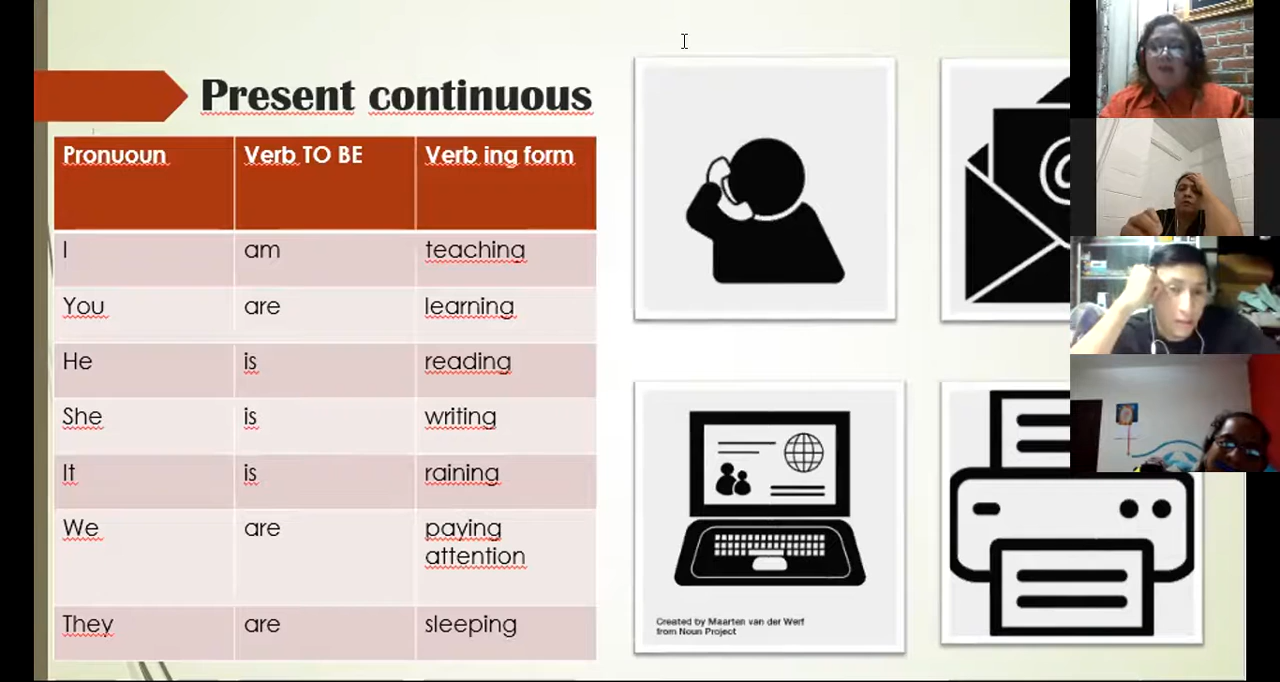 Present continuous
Pronuoun Verb TO BE Verb ing form
I am teaching
You are learning
He is reading
She is writing
It is raining
We are paying
attention
They are sleeping
@
Created by Maarten van der Werf
from Noun Project